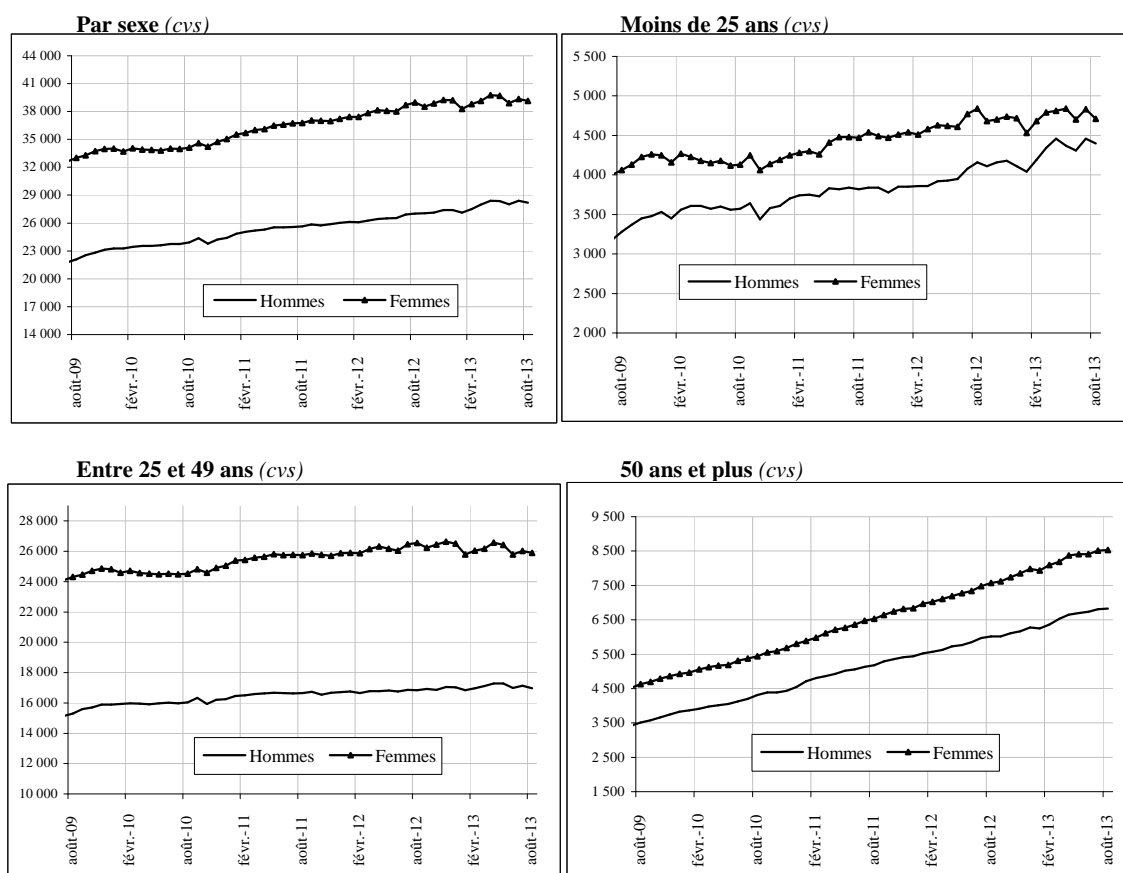 Par sexe (cvs)
44 000
41 000
38 000
35 000
32 000
29 000
26 000
23 000
20 000
17 000
14 000
Hommes
Femmes
août-09
févr.-10
août-10
févr.-11
août-11
févr.-12
août-12
févr.-13
août-13
Moins de 25 ans (cvs)
5 500
5 000
4 500
4 000
3 500
3 000
2 500
2 000
Hommes
Femmes
août-09
févr.-10
août-10
févr.-11
août-11
févr.-12
août-12
févr.-13
août-13
Entre 25 et 49 ans (cvs)
28 000
26 000
24 000
22 000
20 000
18 000
16 000
14 000
12 000
10 000
Hommes
Femmes
août-09
févr.-10
août-10
févr.-11
août-11
févr.-12
août-12
févr.-13
août-13
50 ans et plus (cvs)
9 500
8 500
7 500
6 500
5 500
4 500
3 500
2 500
1 500
Hommes
Femmes
août-09
févr.-10
août-10
févr.-11
août-11
févr.-12
août-12
févr.-13
août-13